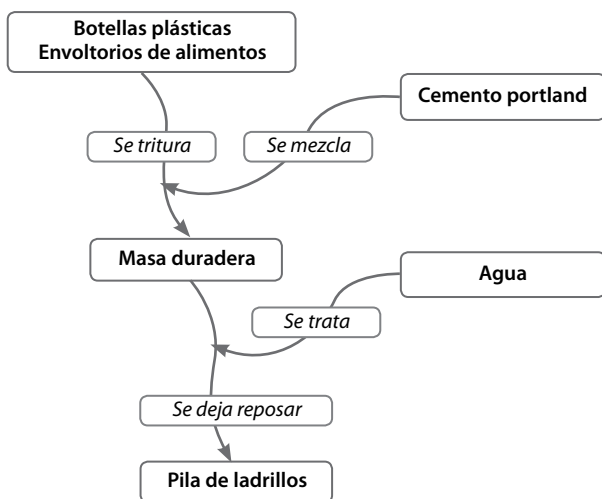 Botellas plásticas
Envoltorios de alimentos
Cemento portland
Se tritura
Se mezcla
Masa duradera
Agua
Se trata
Se deja reposar
Pila de ladrillos